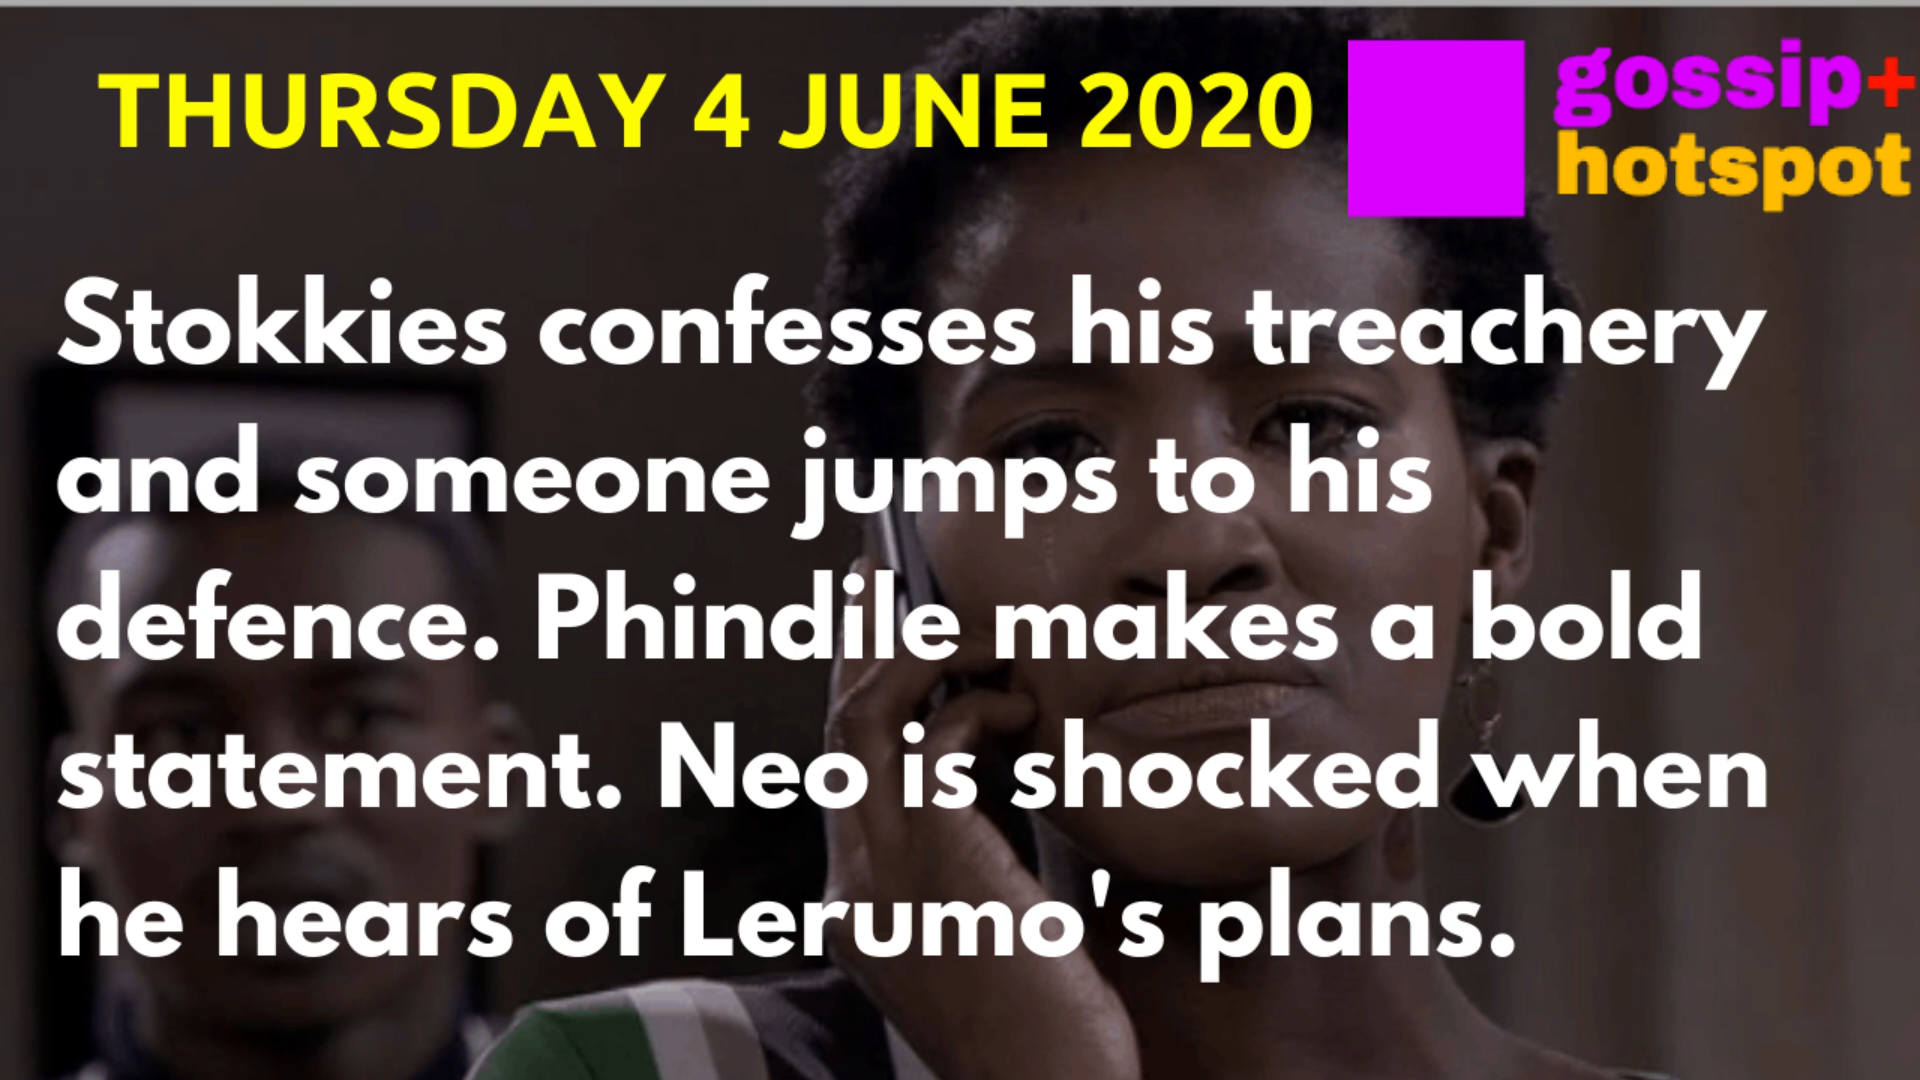 THURSDAY 4 JUNE 2020
gossip+
hotspot
Stokkies confesses his treachery
and someone jumps to his
defence. Phindile makes a bold
statement. Neo is shocked when
he hears of Lerumo's plans.